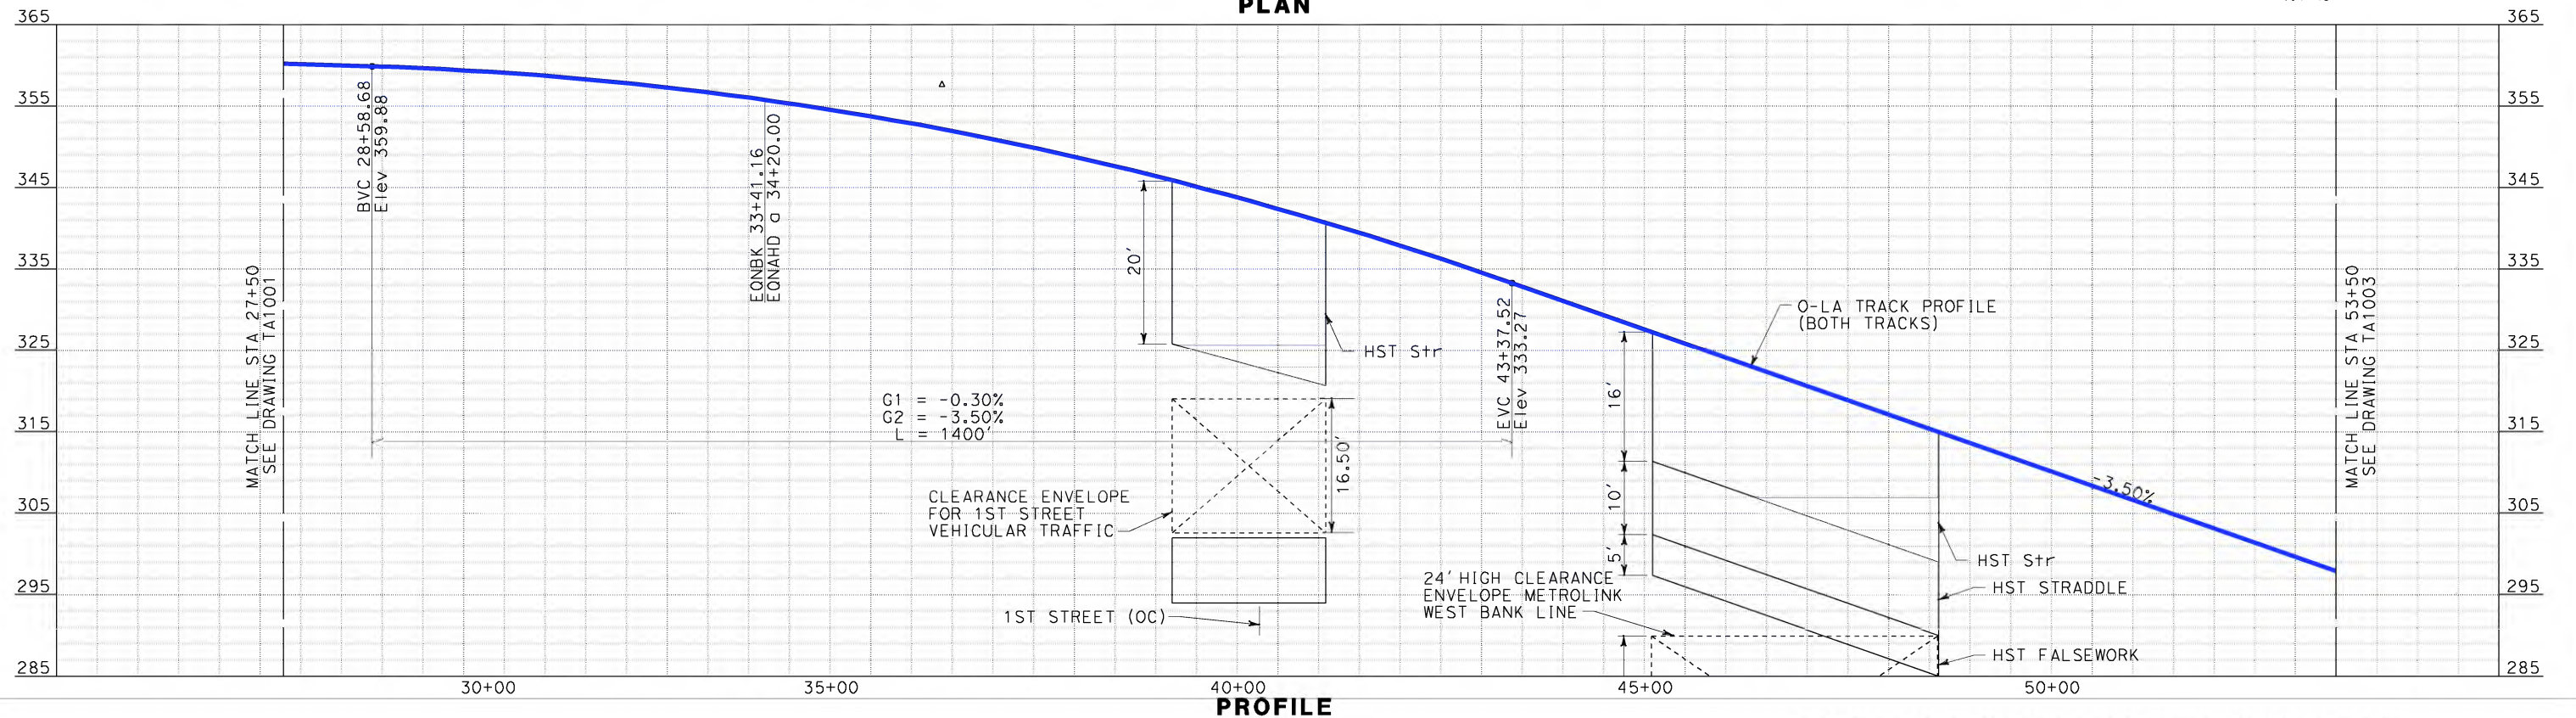 PLAN
365
355
345
335
325
315
305
295
285
365
355
345
335
325
315
305
295
285
MATCH LINE STA 27+50
SEE DRAWING TA1001
BVC 28+58.68
Elev 359.88
EQNBK 33+41.16
EQNAHD a 34+20.00
20'
HST Str
G1 = -0.30%
G2 = -3.50%
L = 1400'
16.50'
CLEARANCE ENVELOPE
FOR 1ST STREET
VEHICULAR TRAFFIC
1ST STREET (OC)
EVC 43+37.52
Elev 333.27
O-LA TRACK PROFILE
(BOTH TRACKS)
16'
10'
5'
24' HIGH CLEARANCE
ENVELOPE METROLINK
WEST BANK LINE
-3.50%
HST Str
HST STRADDLE
HST FALSEWORK
MATCH LINE STA 53+50
SEE DRAWING TA1003
30+00
35+00
40+00
45+00
50+00
PROFILE